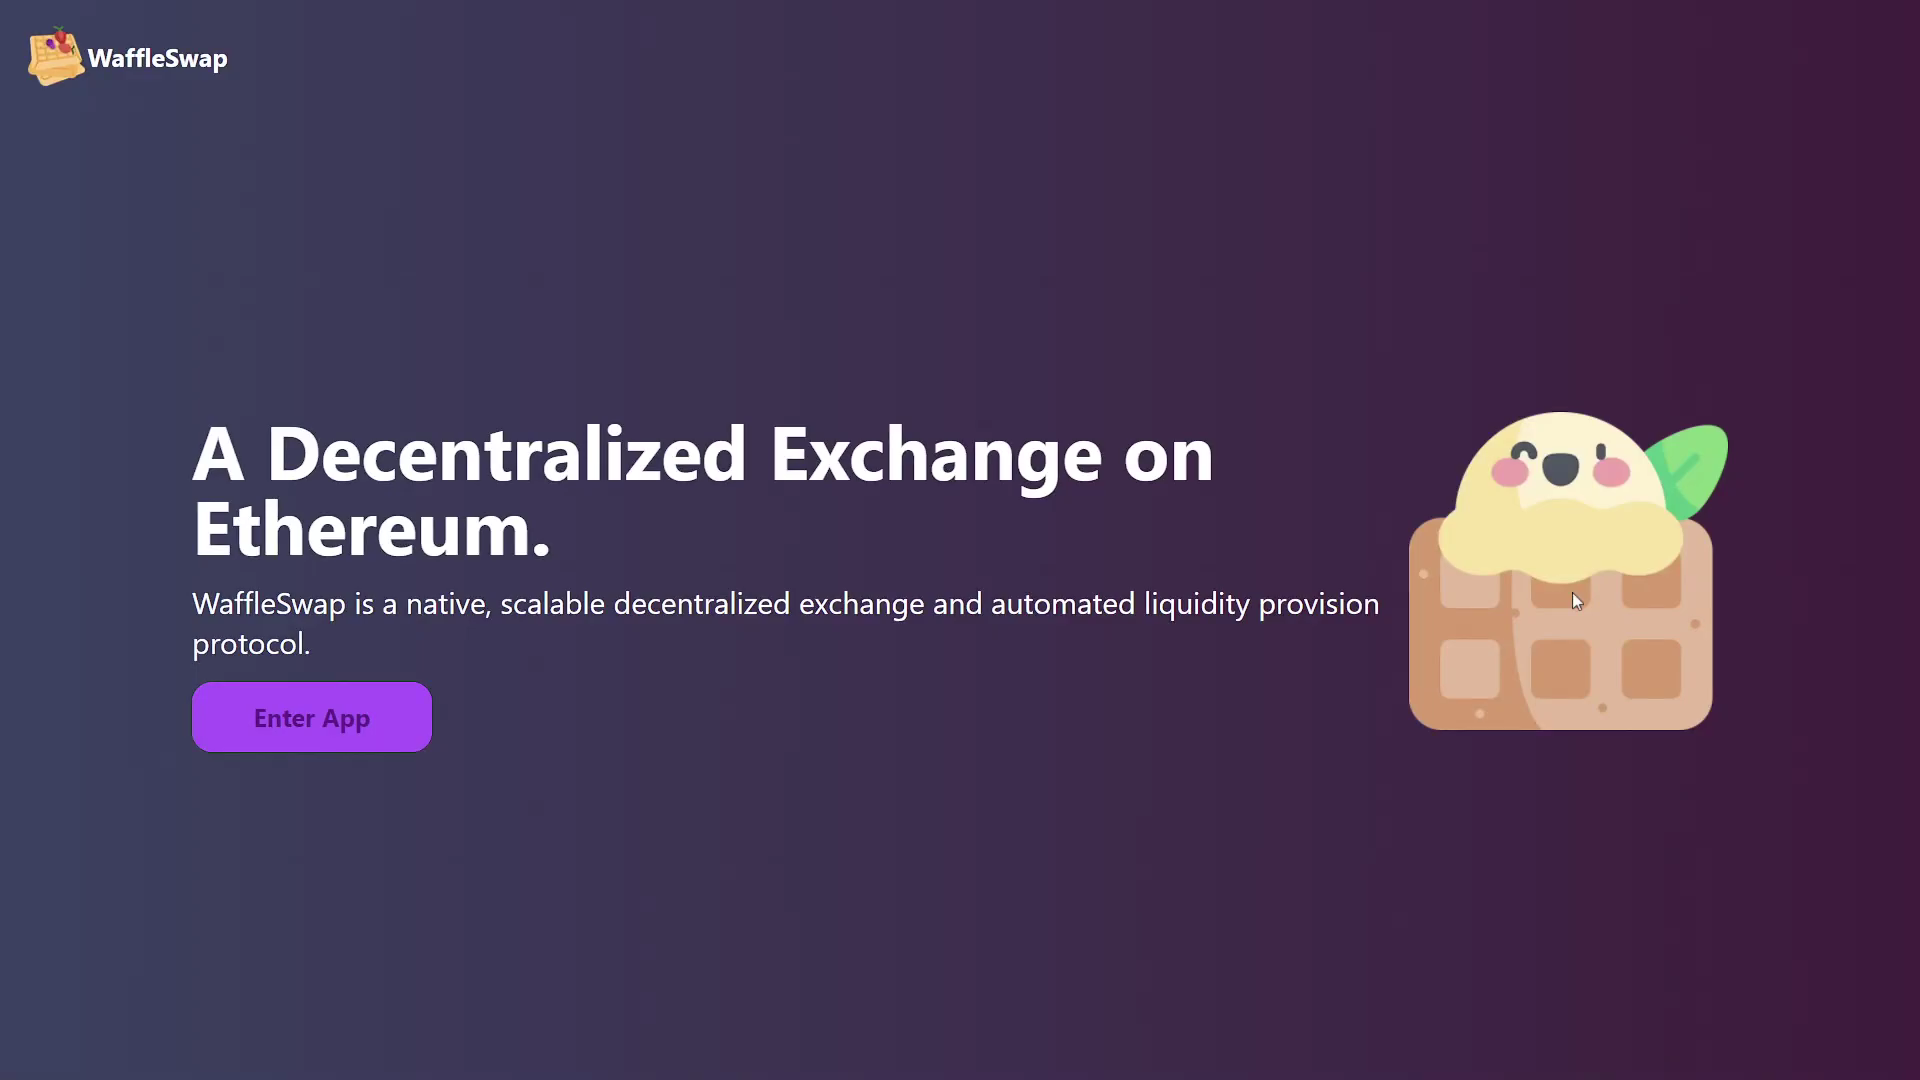 WaffleSwap
A Decentralized Exchange on
Ethereum.
WaffleSwap is a native, scalable decentralized exchange and automated liquidity provision
protocol.
Enter App